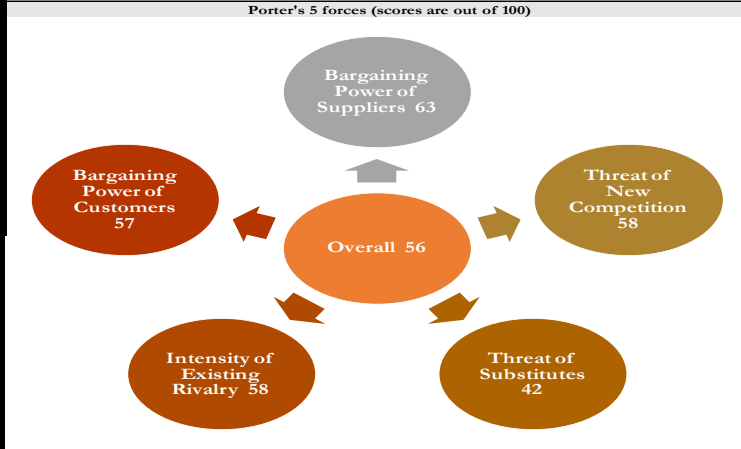 Porter's 5 forces (scores are out of 100)
Bargaining
Power of
Suppliers 63
Bargaining
Power of
Customers
57
Threat of
New
Competition
58
Overall 56
Intensity of
Existing
Rivalry 58
Threat of
Substitutes
42